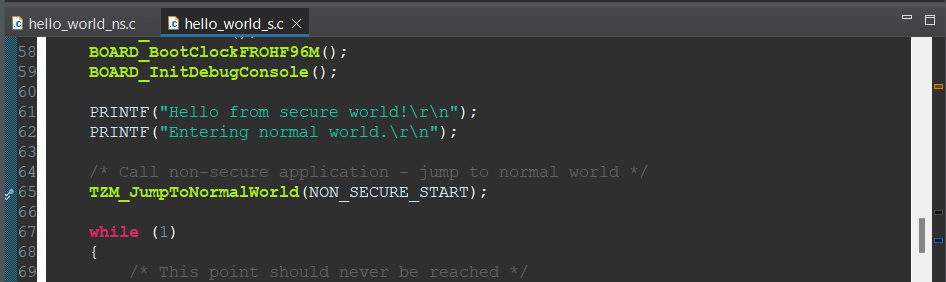 hello_world_ns.c hello_world_s.c
58 BOARD_BootClockFROHF96M();
59 BOARD_InitDebugConsole();
60
61 PRINTF("Hello from secure world!\r\n");
62 PRINTF("Entering normal world.\r\n");
63
64 /* Call non-secure application - jump to normal world */
65 TZM_JumpToNormalWorld(NON_SECURE_START);
66
67 while (1)
68 {
69 /* This point should never be reached */